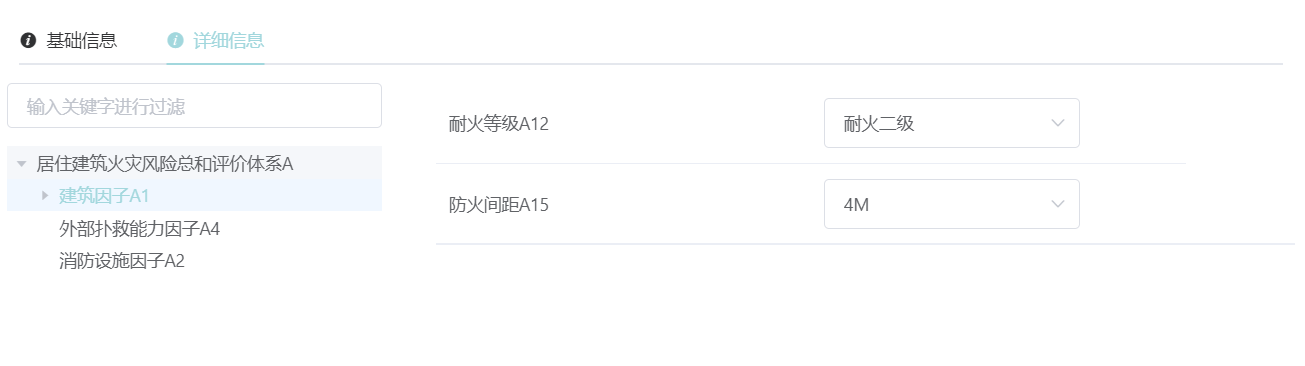 基础信息 详细信息
输入关键字进行过滤
居住建筑火灾风险总和评价体系A
建筑因子A1
外部扑救能力因子A4
消防设施因子A2
耐火等级A12 耐火二级
防火间距A15 4M